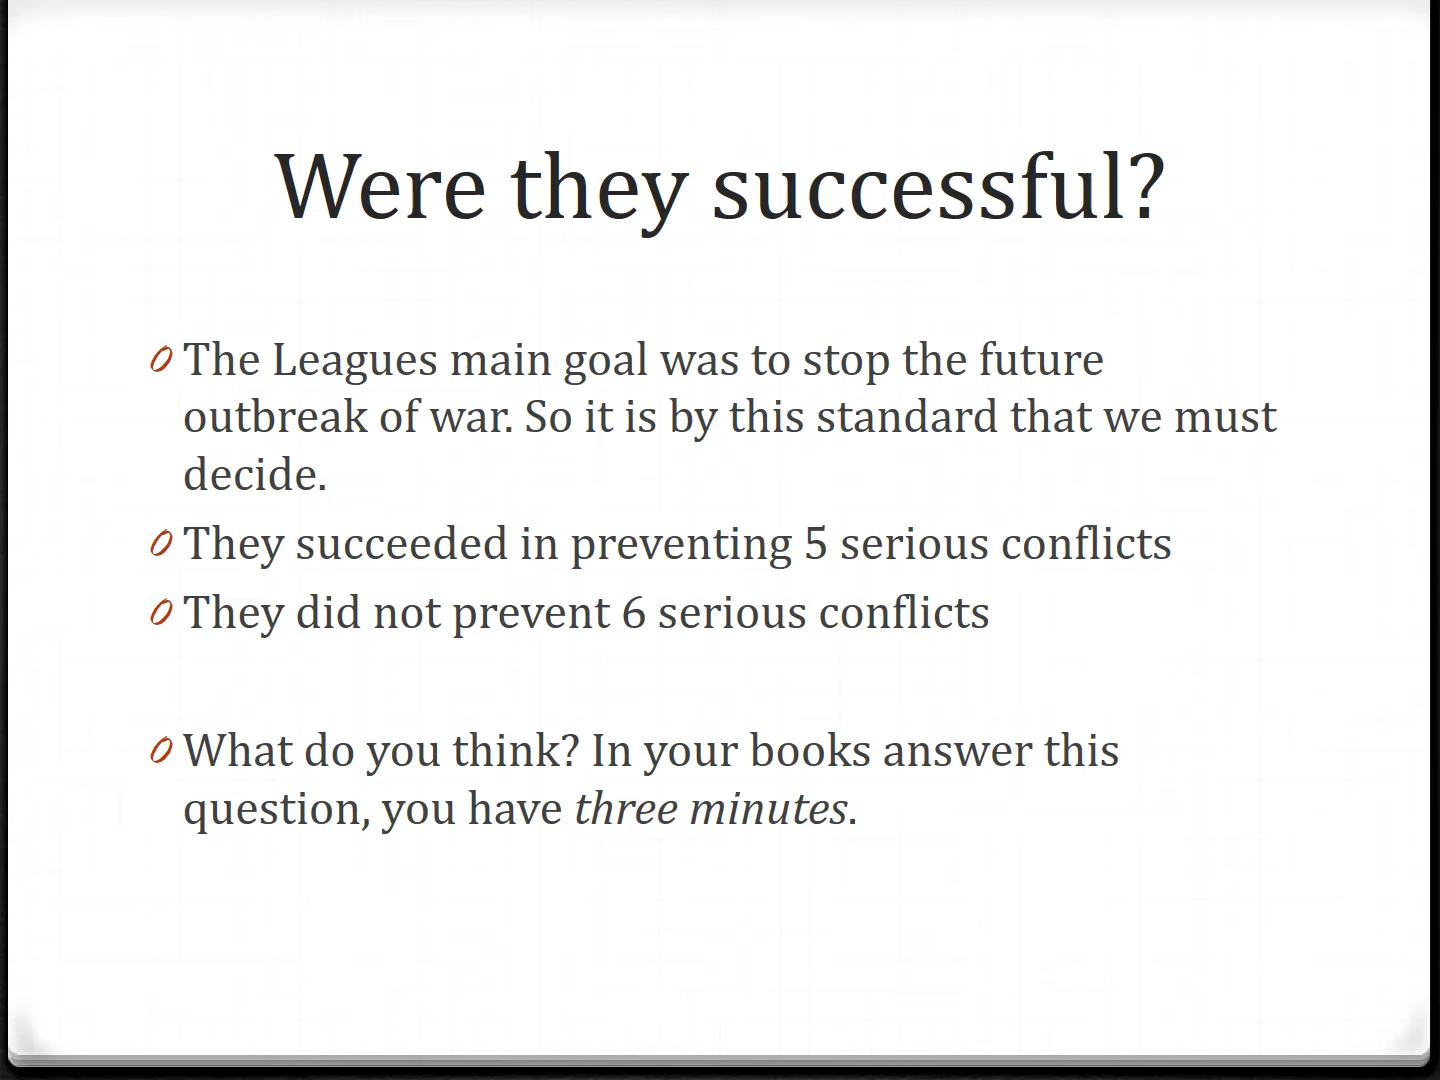 Were they successful?
The Leagues main goal was to stop the future
outbreak of war. So it is by this standard that we must
decide.
They succeeded in preventing 5 serious conflicts
They did not prevent 6 serious conflicts
What do you think? In your books answer this
question, you have three minutes.